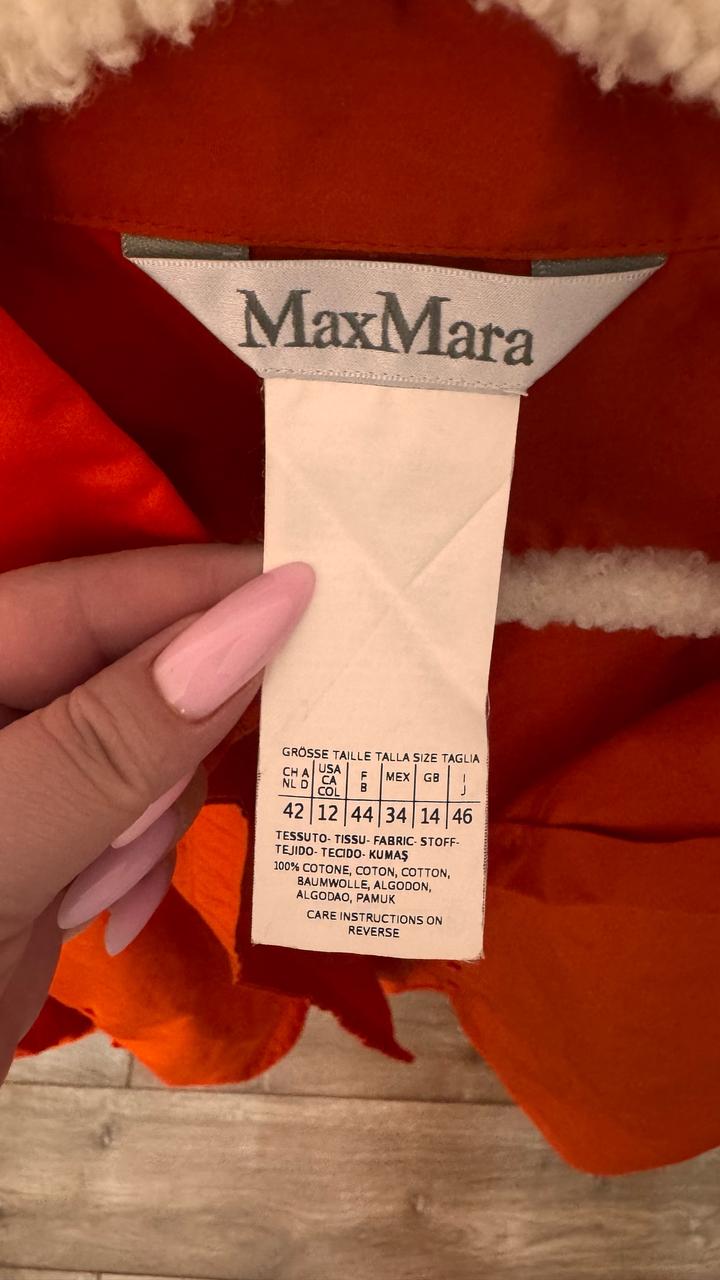 MaxMara
GRÖSSE TAILLE TALLA SIZE TAGLIA
CH A NL D USA CA COL F B MEX GB I J
42 12 44 34 14 46
TESSUTO- TISSU- FABRIC- STOFF-
TEJIDO- TECIDO- KUMAŞ
100% COTONE, COTON, COTTON,
BAUMWOLLE, ALGODON,
ALGODAO, PAMUK
CARE INSTRUCTIONS ON
REVERSE